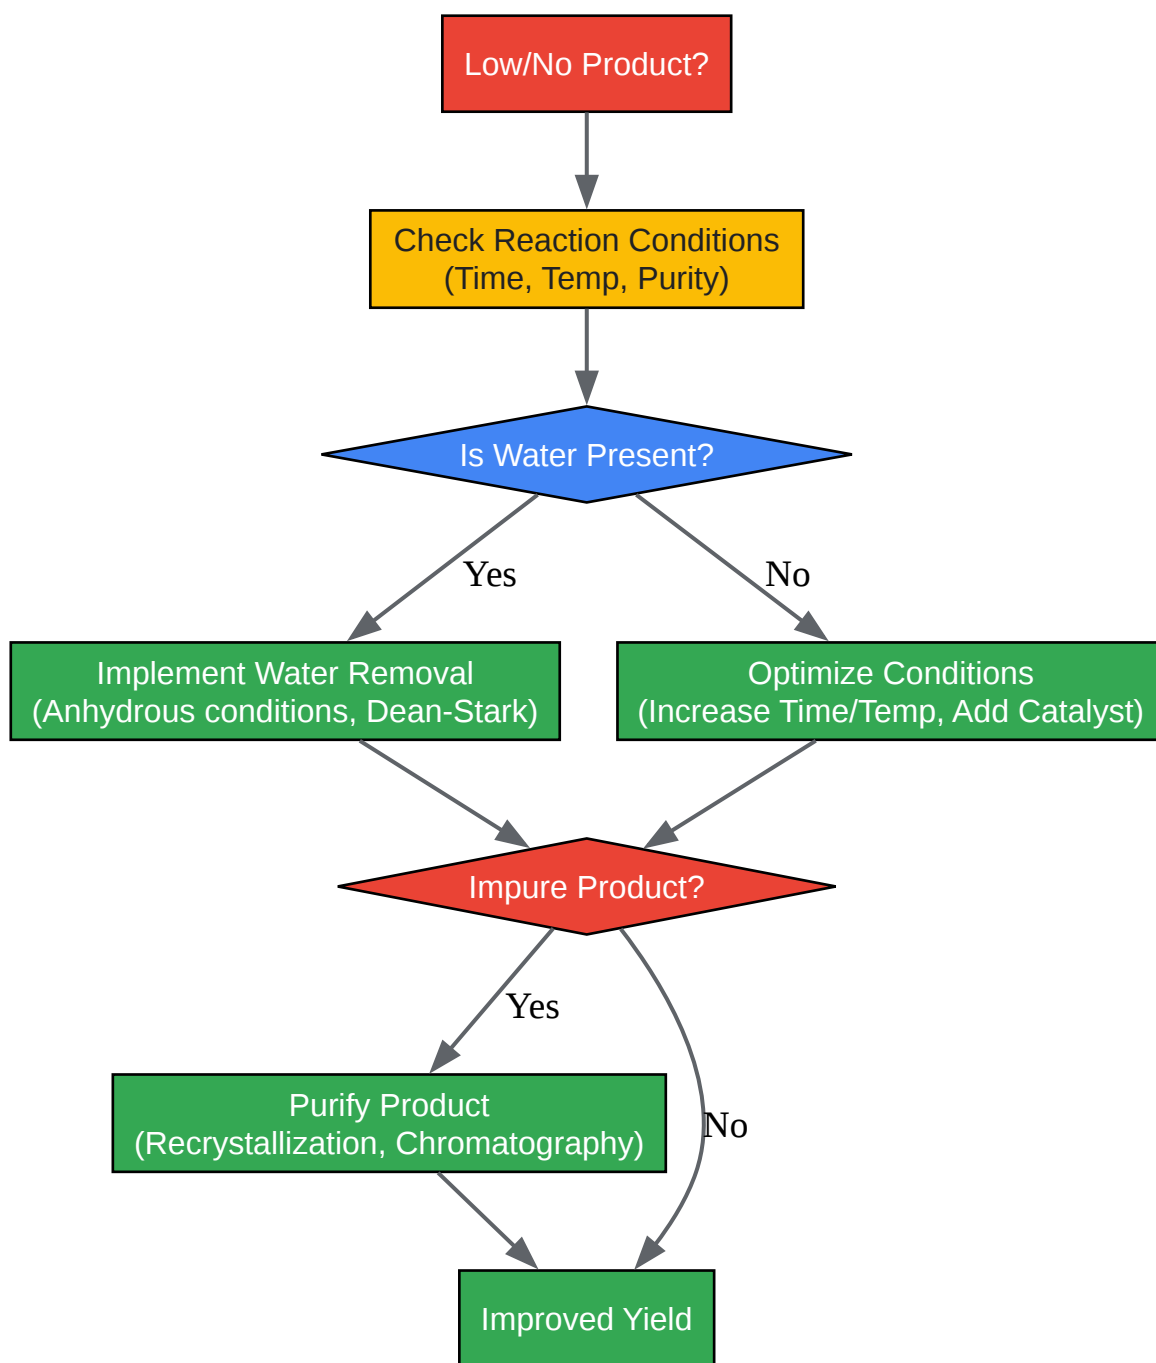 Low/No Product?
Check Reaction Conditions
(Time, Temp, Purity)
Is Water Present?
Yes
No
Implement Water Removal
(Anhydrous conditions, Dean-Stark)
Optimize Conditions
(Increase Time/Temp, Add Catalyst)
Impure Product?
Yes
Purify Product
(Recrystallization, Chromatography)
No
Improved Yield